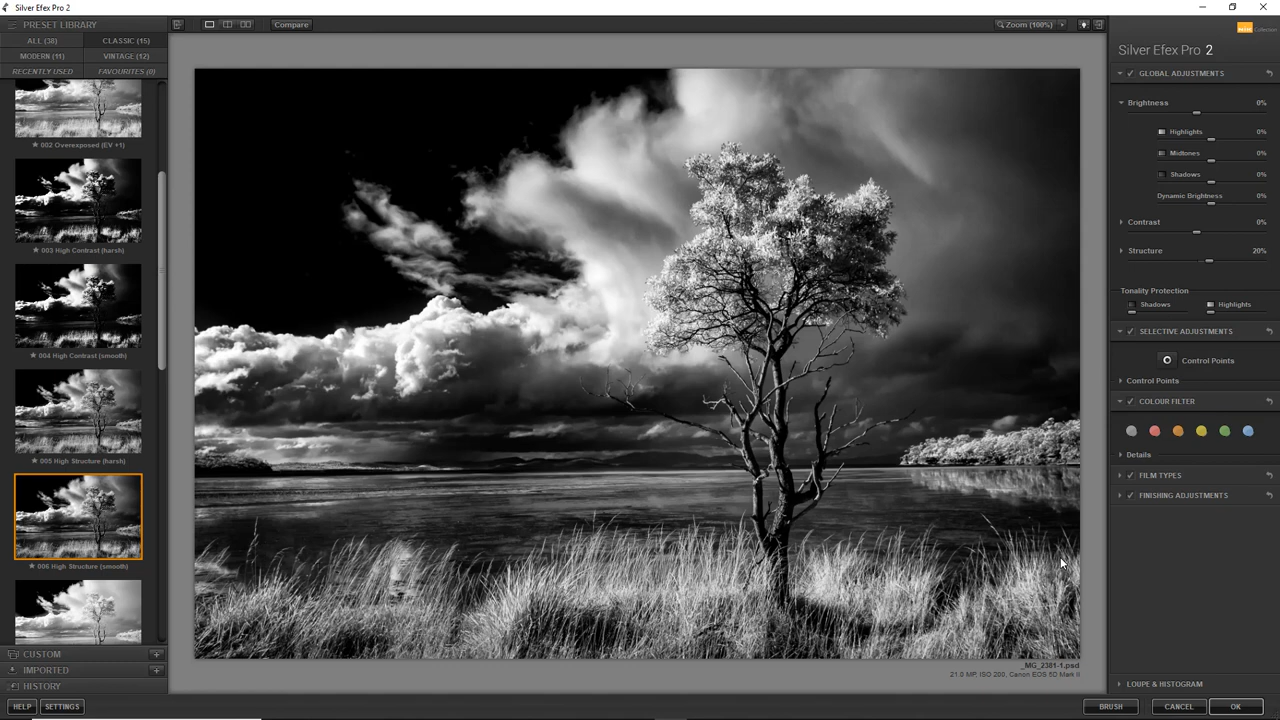 Silver Efex Pro 2
PRESET LIBRARY
ALL (38)
CLASSIC (15)
MODERN (11)
VINTAGE (12)
RECENTLY USED
FAVOURITES (0)
★ 002 Overexposed (EV +1)
★ 003 High Contrast (harsh)
★ 004 High Contrast (smooth)
★ 005 High Structure (harsh)
★ 006 High Structure (smooth)
CUSTOM
IMPORTED
HISTORY
HELP
SETTINGS
Compare
Zoom (100%)
_MG_2381-1.psd
21.0 MP, ISO 200, Canon EOS 5D Mark II
Collection
Silver Efex Pro 2
GLOBAL ADJUSTMENTS
Brightness 0%
Highlights 0%
Midtones 0%
Shadows 0%
Dynamic Brightness 0%
Contrast 0%
Structure 20%
Tonality Protection
Shadows Highlights
SELECTIVE ADJUSTMENTS
Control Points
Control Points
COLOUR FILTER
Details
FILM TYPES
FINISHING ADJUSTMENTS
LOUPE & HISTOGRAM
BRUSH
CANCEL
OK